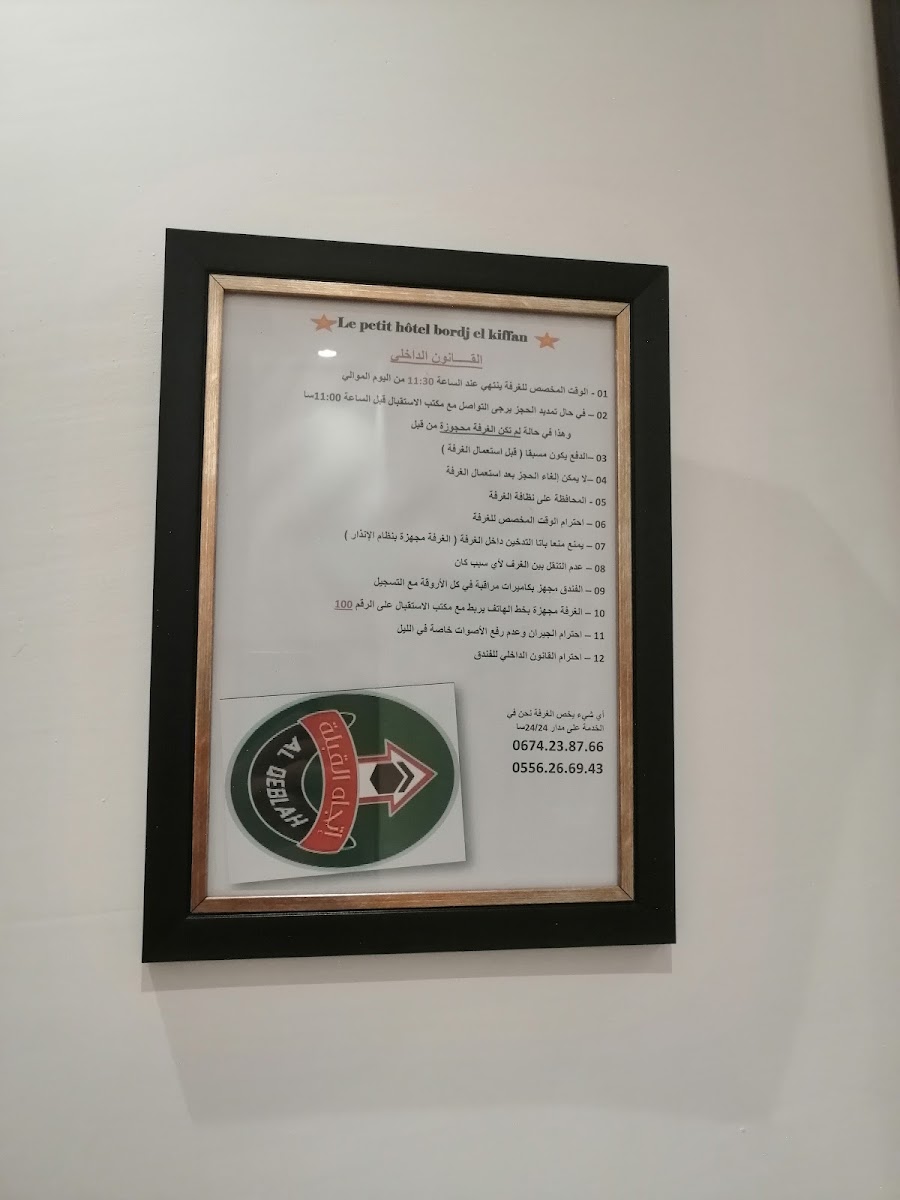 Le petit hôtel bordj el kiffan
القـــــانون الداخلي
01 - الوقت المخصص للغرفة ينتهي عند الساعة 11:30 من اليوم الموالي
02 – في حال تمديد الحجز يرجى التواصل مع مكتب الاستقبال قبل الساعة 11:00سا
وهذا في حالة لم تكن الغرفة محجوزة من قبل
03 –الدفع يكون مسبقا ( قبل استعمال الغرفة )
04 –لا يمكن إلغاء الحجز بعد استعمال الغرفة
05 - المحافظة على نظافة الغرفة
06 – احترام الوقت المخصص للغرفة
07 – يمنع منعا باتا التدخين داخل الغرفة ( الغرفة مجهزة بنظام الإنذار )
08 – عدم التنقل بين الغرف لأي سبب كان
09 – الفندق مجهز بكاميرات مراقبة في كل الأروقة مع التسجيل
10 – الغرفة مجهزة بخط الهاتف يربط مع مكتب الاستقبال على الرقم 100
11 – احترام الجيران وعدم رفع الأصوات خاصة في الليل
12 – احترام القانون الداخلي للفندق
أي شيء يخص الغرفة نحن في
الخدمة على مدار 24/24سا
0674.23.87.66
0556.26.69.43
إتجاه القبلة
AL QEBLAH